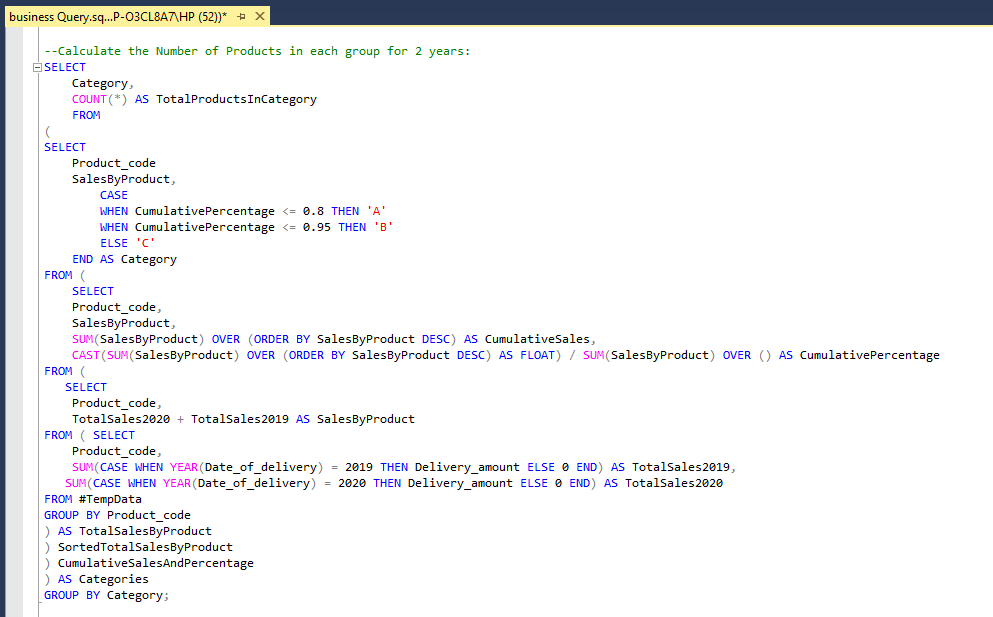 business Query.sq...P-O3CL8A7\HP (52))*
--Calculate the Number of Products in each group for 2 years:
SELECT
Category,
COUNT(*) AS TotalProductsInCategory
FROM
(
SELECT
Product_code
SalesByProduct,
CASE
WHEN CumulativePercentage <= 0.8 THEN 'A'
WHEN CumulativePercentage <= 0.95 THEN 'B'
ELSE 'C'
END AS Category
FROM (
SELECT
Product_code,
SalesByProduct,
SUM(SalesByProduct) OVER (ORDER BY SalesByProduct DESC) AS CumulativeSales,
CAST(SUM(SalesByProduct) OVER (ORDER BY SalesByProduct DESC) AS FLOAT) / SUM(SalesByProduct) OVER () AS CumulativePercentage
FROM (
SELECT
Product_code,
TotalSales2020 + TotalSales2019 AS SalesByProduct
FROM ( SELECT
Product_code,
SUM(CASE WHEN YEAR(Date_of_delivery) = 2019 THEN Delivery_amount ELSE 0 END) AS TotalSales2019,
SUM(CASE WHEN YEAR(Date_of_delivery) = 2020 THEN Delivery_amount ELSE 0 END) AS TotalSales2020
FROM #TempData
GROUP BY Product_code
) AS TotalSalesByProduct
) SortedTotalSalesByProduct
) CumulativeSalesAndPercentage
) AS Categories
GROUP BY Category;